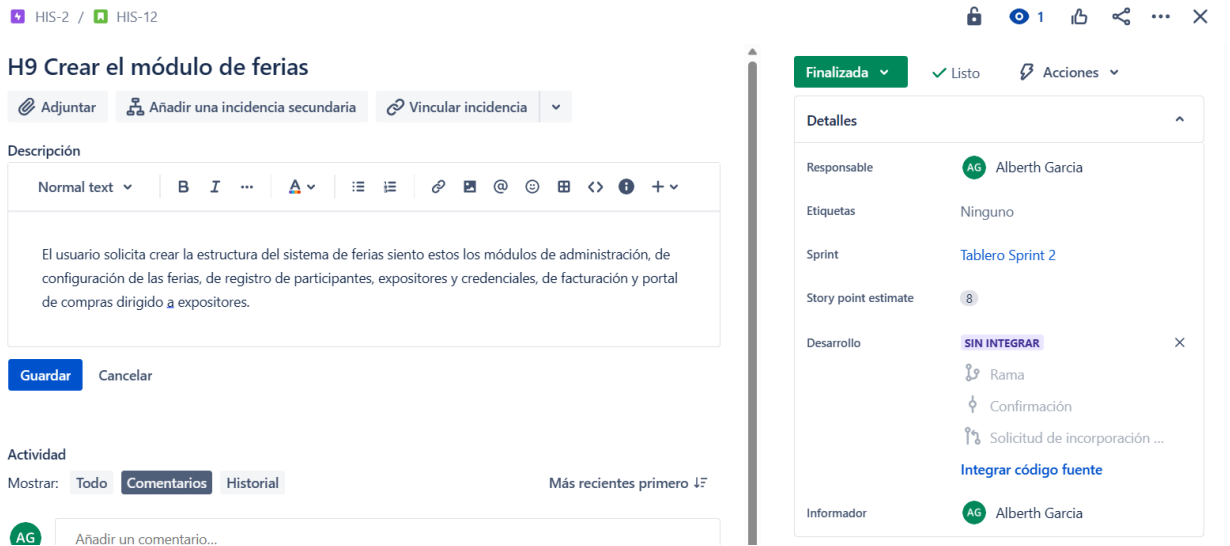 HIS-2 / HIS-12
1
H9 Crear el módulo de ferias
Adjuntar
Añadir una incidencia secundaria
Vincular incidencia
Descripción
Normal text
B I ... A
El usuario solicita crear la estructura del sistema de ferias siento estos los módulos de administración, de
configuración de las ferias, de registro de participantes, expositores y credenciales, de facturación y portal
de compras dirigido a expositores.
Guardar
Cancelar
Actividad
Mostrar: Todo Comentarios Historial
Más recientes primero
AG
Añadir un comentario...
Finalizada
Listo
Acciones
Detalles
Responsable
AG Alberth Garcia
Etiquetas
Ninguno
Sprint
Tablero Sprint 2
Story point estimate
8
Desarrollo
SIN INTEGRAR
Rama
Confirmación
Solicitud de incorporación ...
Integrar código fuente
Informador
AG Alberth Garcia